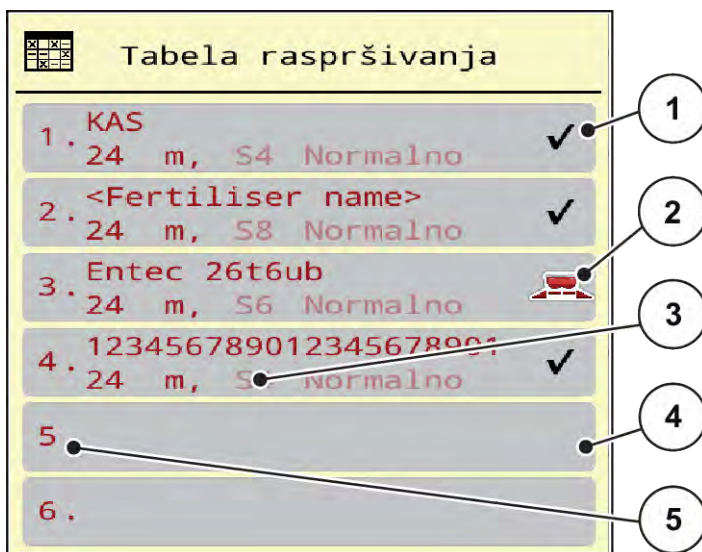 Tabela raspršivanja
1. KAS
24 m, S4 Normalno
2. <Fertiliser name>
24 m, S8 Normalno
3. Entec 26t6ub
24 m, S6 Normalno
4. 123456789012345678901
24 m, Normalno
5
6.
1
2
3
4
5